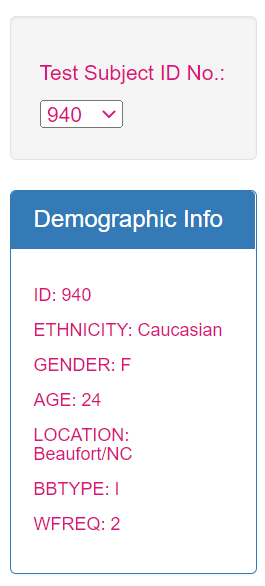 Test Subject ID No.:
940
Demographic Info
ID: 940
ETHNICITY: Caucasian
GENDER: F
AGE: 24
LOCATION:
Beaufort/NC
BBTYPE: I
WFREQ: 2